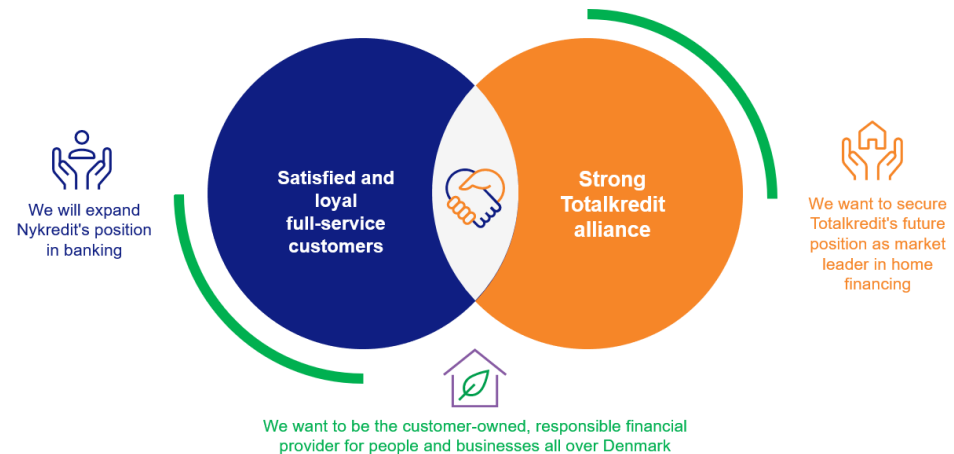 Satisfied and
loyal
full-service
customers
Strong
Totalkredit
alliance
We will expand
Nykredit's position
in banking
We want to secure
Totalkredit's future
position as market
leader in home
financing
We want to be the customer-owned, responsible financial
provider for people and businesses all over Denmark